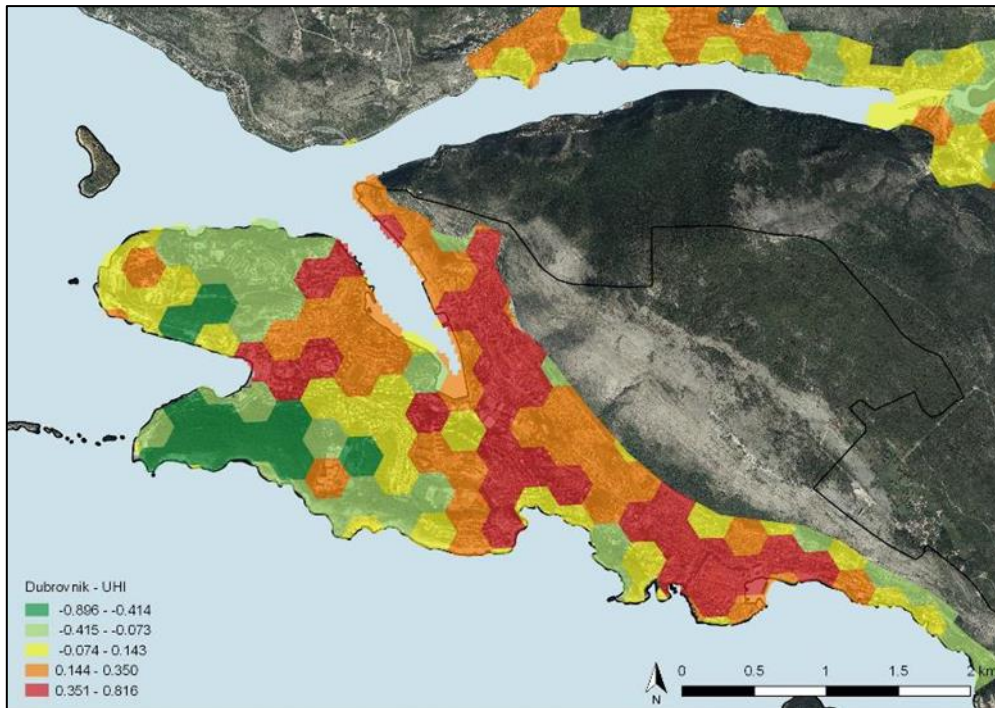 Dubrovnik - UHI
-0.896 - -0.414
-0.415 - -0.073
-0.074 - 0.143
0.144 - 0.350
0.351 - 0.816
N
0 0.5 1 1.5 2 km